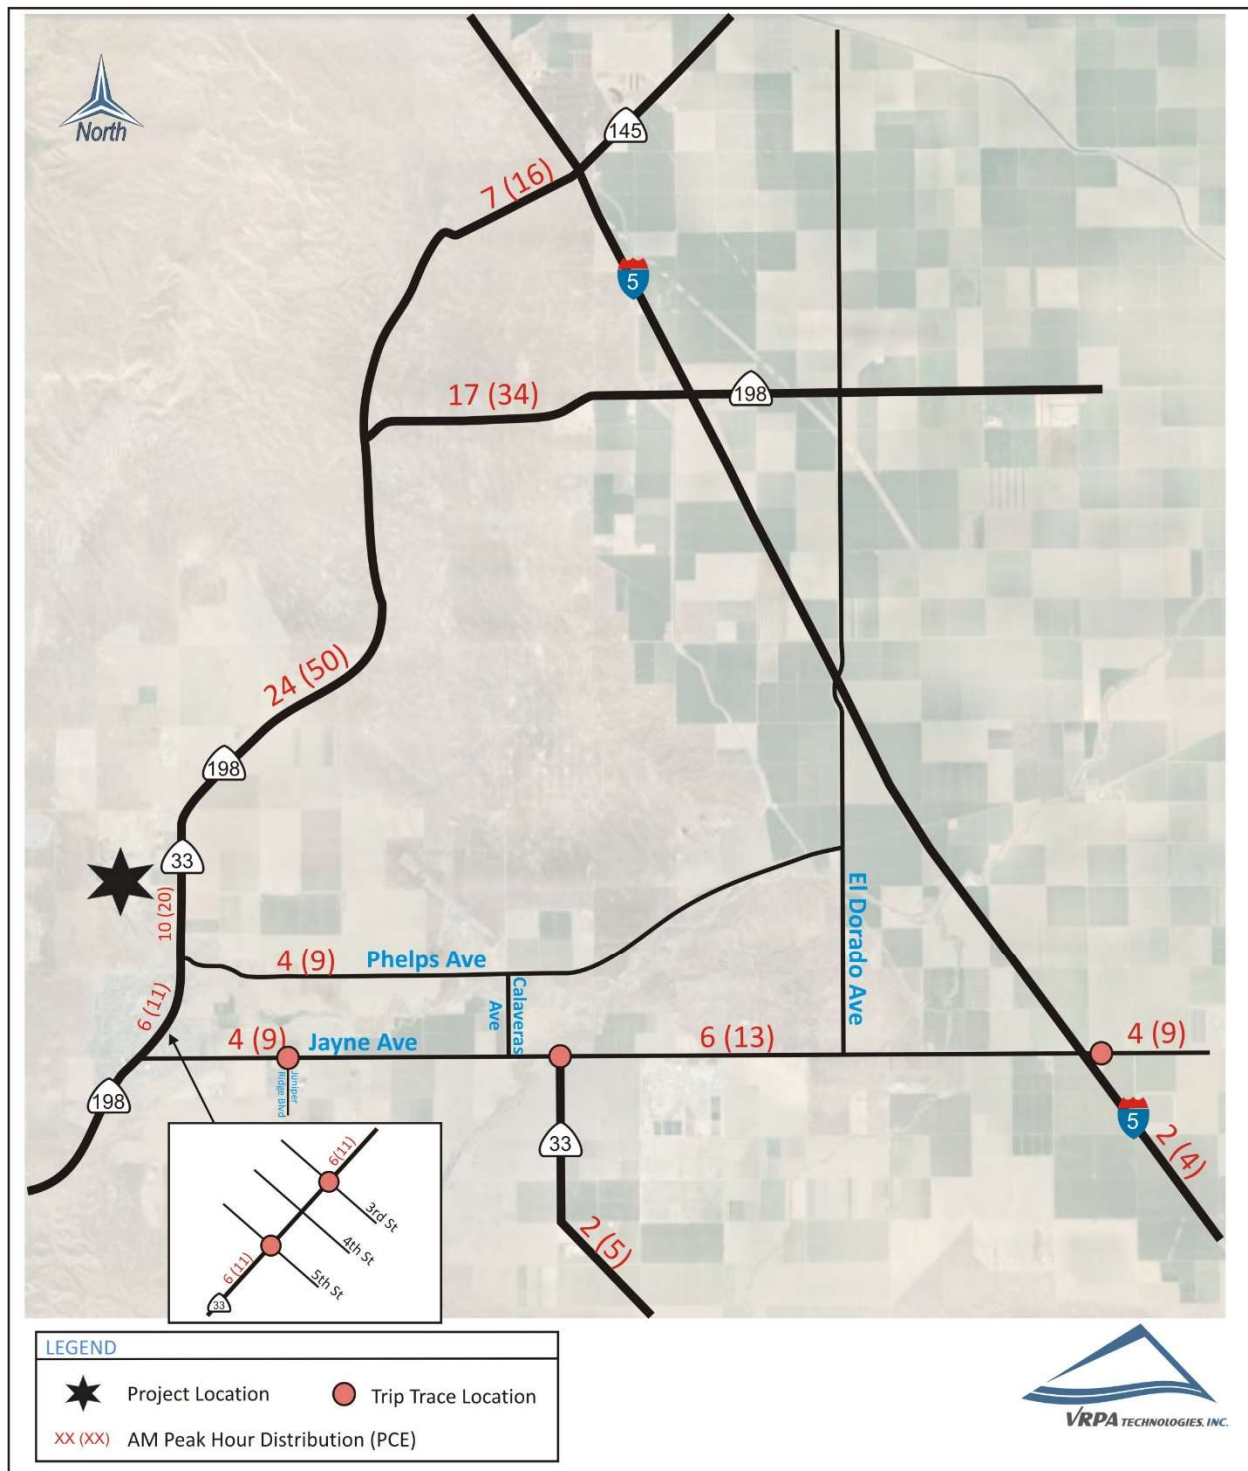 North
145
7 (16)
5
17 (34)
198
24 (50)
198
33
10 (20)
El Dorado Ave
4 (9)
Phelps Ave
Calaveras
Ave
6 (11)
4 (9)
Jayne Ave
6 (13)
4 (9)
Juniper
Ridge Blvd
198
33
5
2 (4)
6(11)
3rd St
4th St
5th St
6 (11)
33
2 (5)
LEGEND
Project Location
Trip Trace Location
XX (XX) AM Peak Hour Distribution (PCE)
VRPA TECHNOLOGIES, INC.